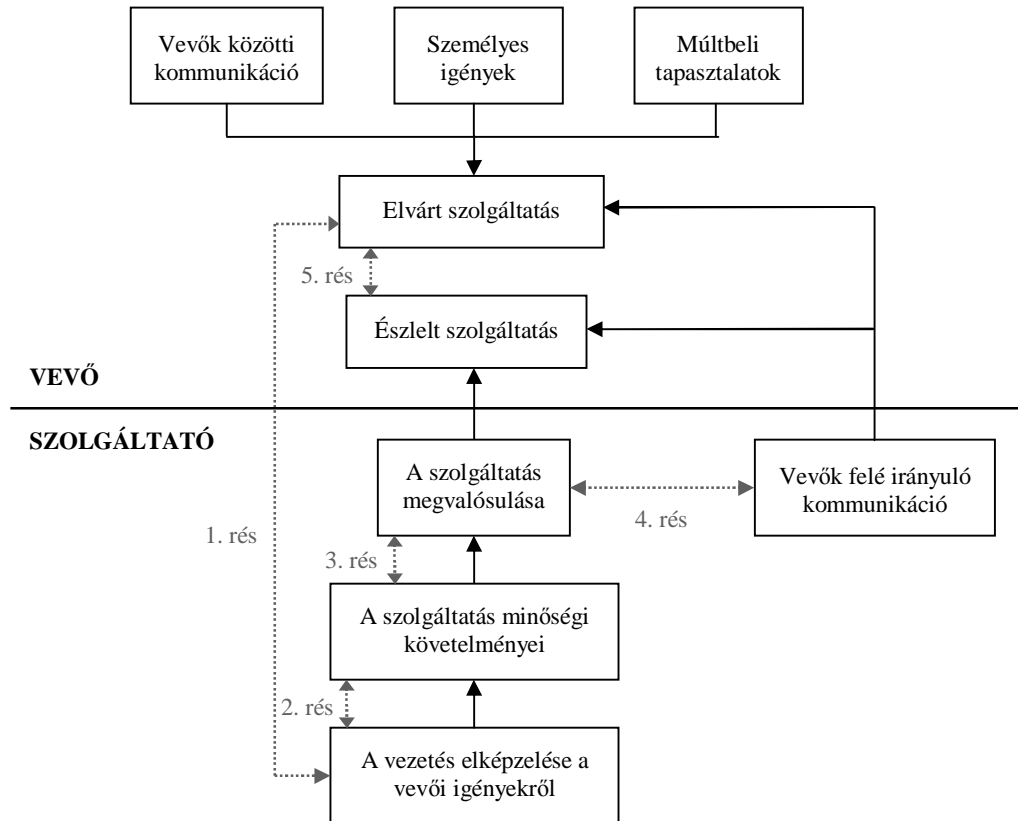 Vevők közötti
kommunikáció
Személyes
igények
Múltbeli
tapasztalatok
Elvárt szolgáltatás
5. rés
Észlelt szolgáltatás
VEVŐ
SZOLGÁLTATÓ
A szolgáltatás
megvalósulása
Vevők felé irányuló
kommunikáció
4. rés
1. rés
3. rés
A szolgáltatás minőségi
követelményei
2. rés
A vezetés elképzelése a
vevői igényekről